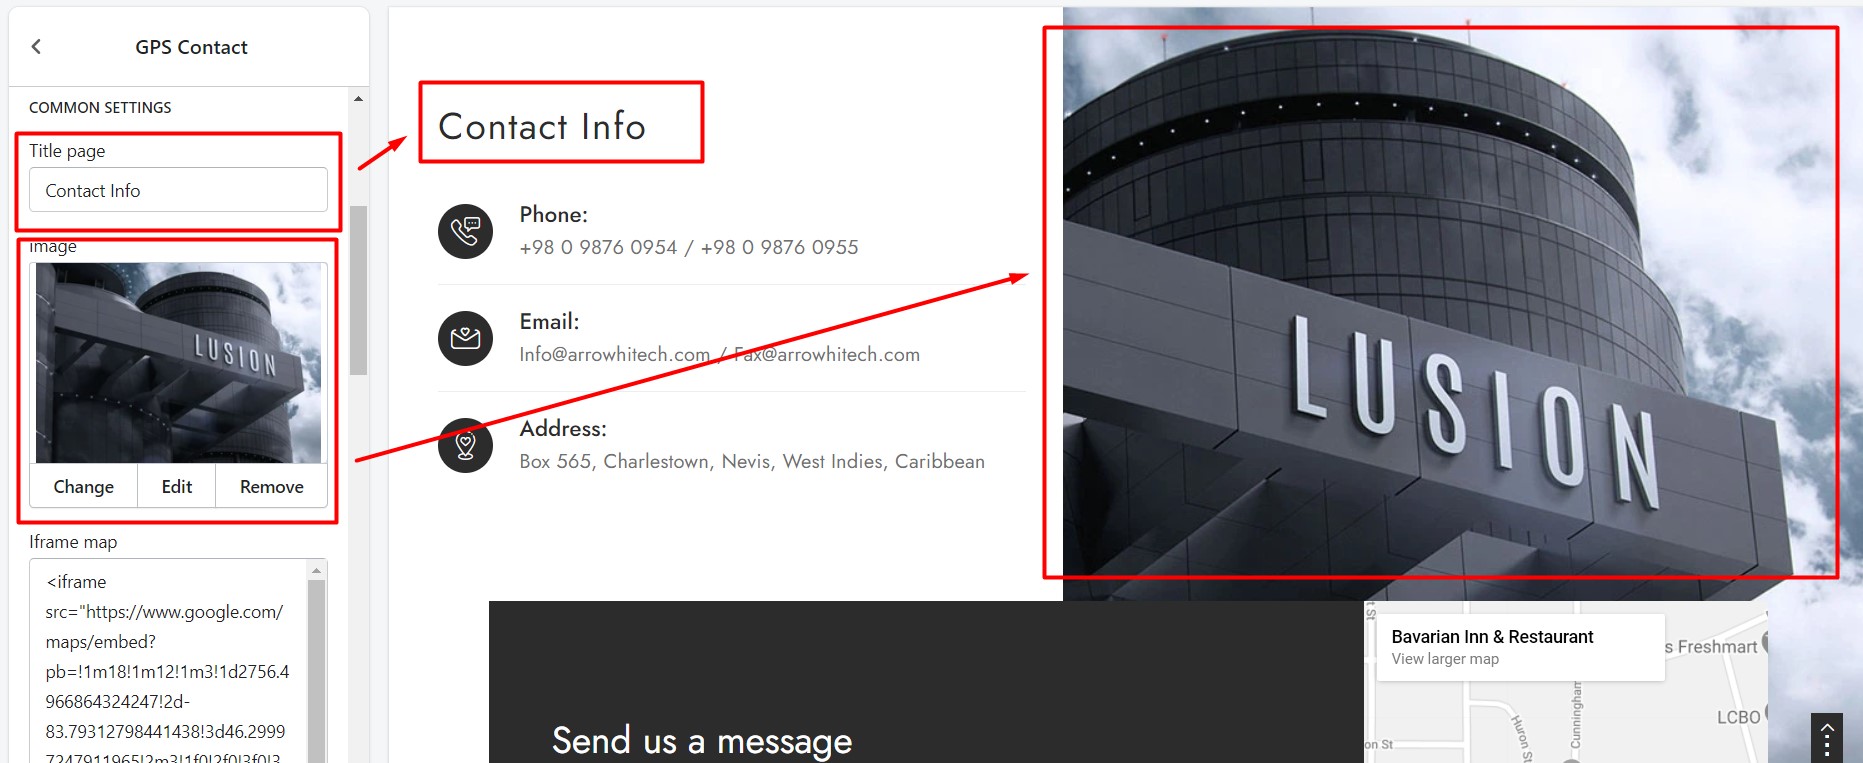 GPS Contact
COMMON SETTINGS
Title page
Contact Info
image
LUSION
Change Edit Remove
Iframe map
<iframe
src="https://www.google.com/
maps/embed?
pb=!1m18!1m12!1m3!1d2756.4
966864324247!2d-
83.79312798441438!3d46.2999
7247911965!2m3!1f0!2f0!3f0!3
Contact Info
Phone:
+98 0 9876 0954 / +98 0 9876 0955
Email:
Info@arrowhitech.com / Fax@arrowhitech.com
Address:
Box 565, Charlestown, Nevis, West Indies, Caribbean
LUSION
Send us a message
Bavarian Inn & Restaurant
View larger map
s Freshmart
LCBO
Huron St
Cunningham
on St
t St